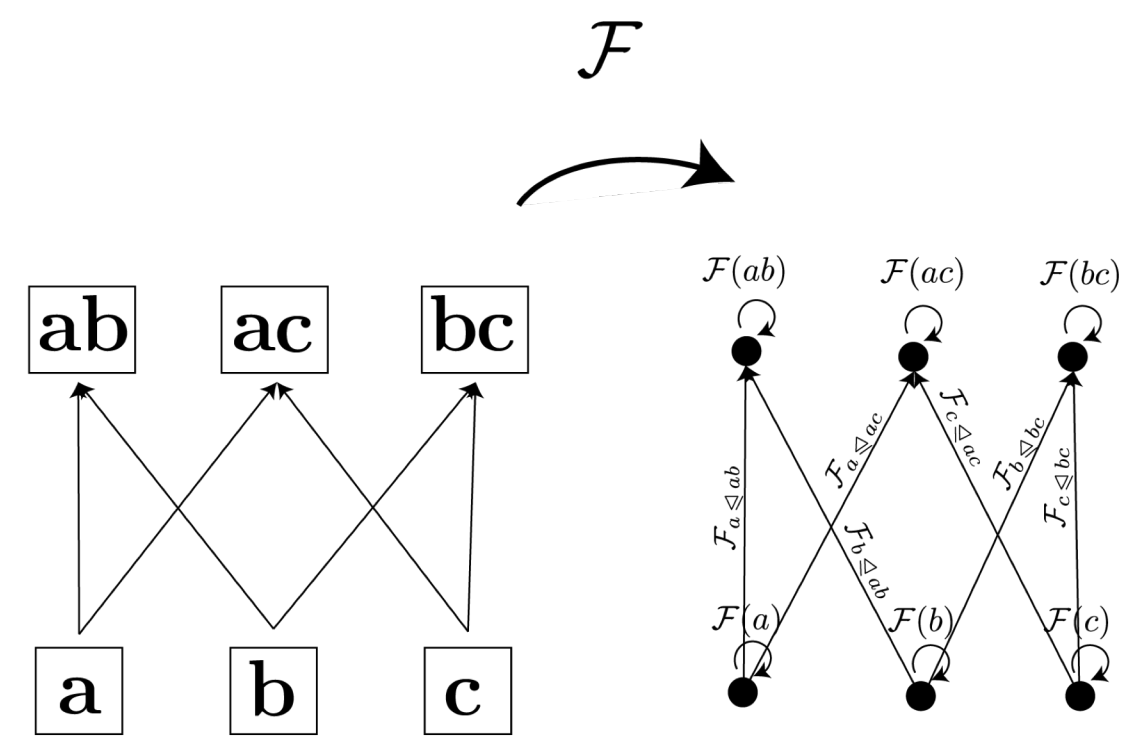 ℱ
ab ac bc
a b c
ℱ(ab) ℱ(ac) ℱ(bc)
ℱ_{a⊴ab}
ℱ_{a⊴ac}
ℱ_{b⊴ab}
ℱ_{c⊴ac}
ℱ_{b⊴bc}
ℱ_{c⊴bc}
ℱ(a) ℱ(b) ℱ(c)